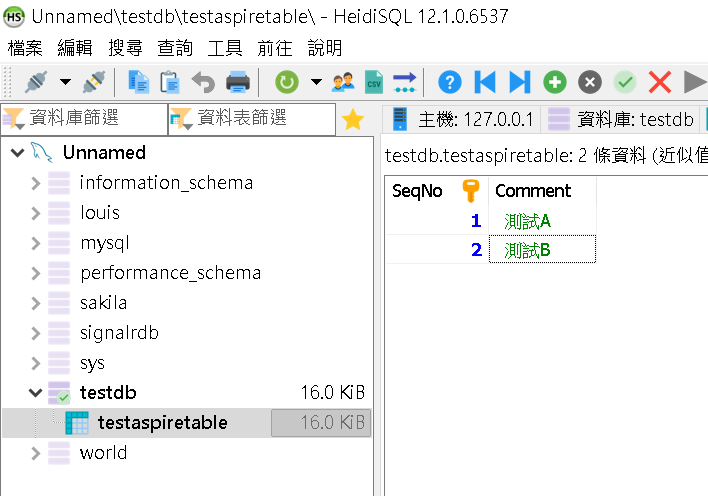 HS Unnamed\testdb\testaspiretable\ - HeidiSQL 12.1.0.6537
檔案 編輯 搜尋 查詢 工具 前往 說明
CSV
資料庫篩選 資料表篩選 主機: 127.0.0.1 資料庫: testdb
testdb.testaspiretable: 2 條資料 (近似值
Unnamed
information_schema
louis
mysql
performance_schema
sakila
signalrdb
sys
testdb 16.0 KiB
testaspiretable 16.0 KiB
world
SeqNo Comment
1 測試A
2 測試B